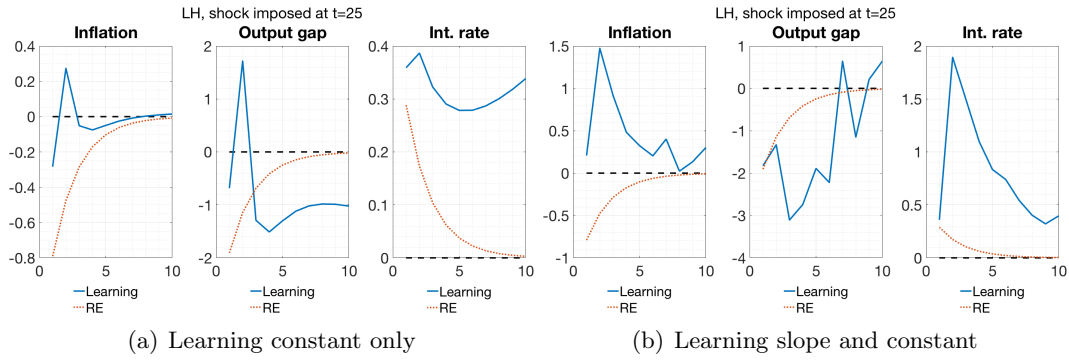 LH, shock imposed at t=25
Inflation
0.4
0.2
0
-0.2
-0.4
-0.6
-0.8
0 5 10
Learning
RE
Output gap
2
1
0
-1
-2
0 5 10
Learning
RE
Int. rate
0.4
0.3
0.2
0.1
0
0 5 10
Learning
RE
(a) Learning constant only
LH, shock imposed at t=25
Inflation
1.5
1
0.5
0
-0.5
-1
0 5 10
Learning
RE
Output gap
1
0
-1
-2
-3
-4
0 5 10
Learning
RE
Int. rate
2
1.5
1
0.5
0
0 5 10
Learning
RE
(b) Learning slope and constant